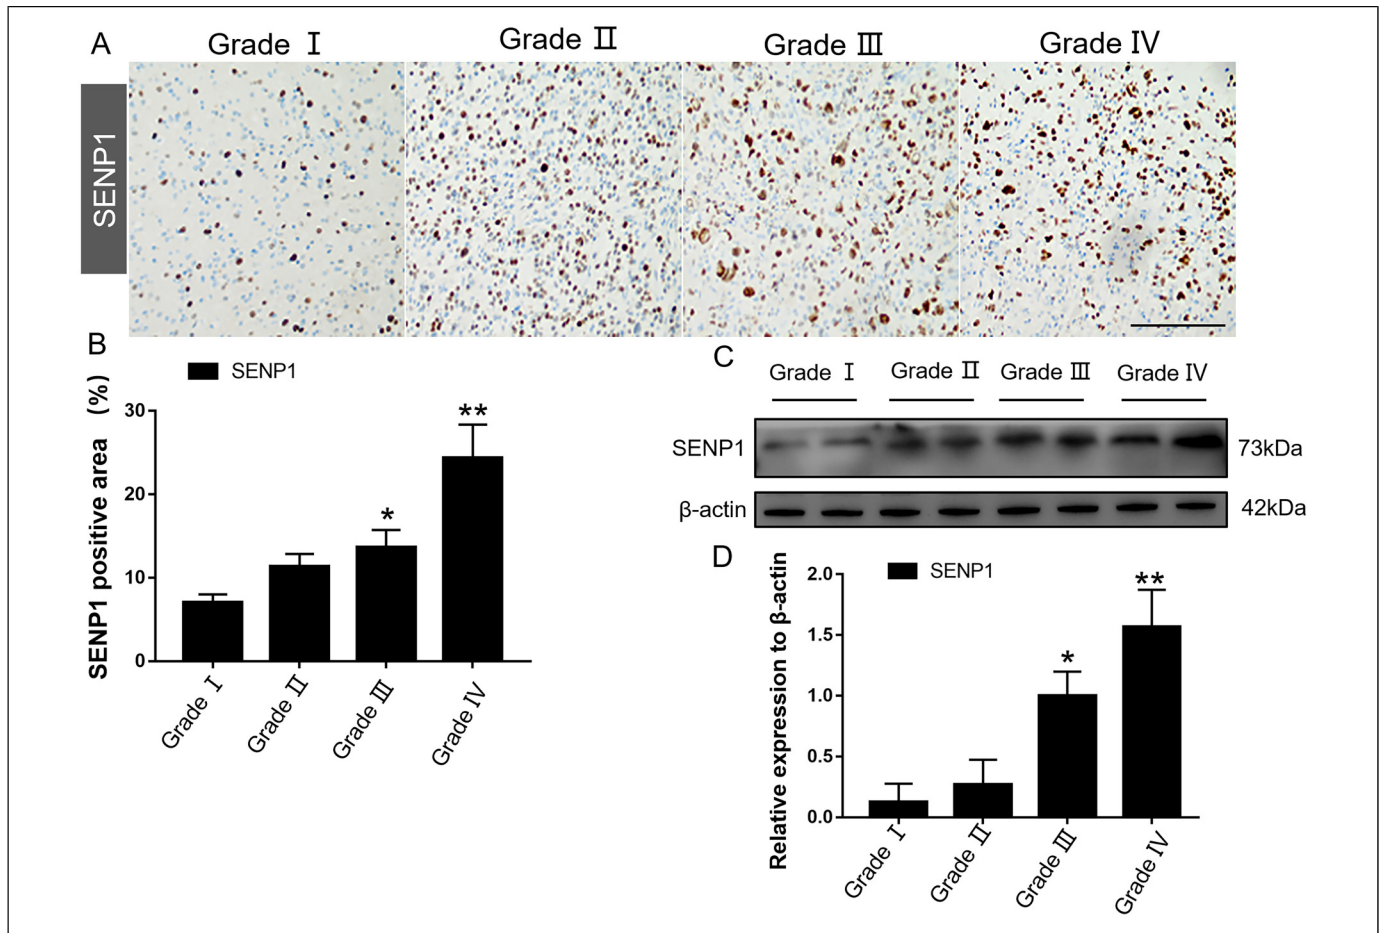 A
Grade Ⅰ
Grade Ⅱ
Grade Ⅲ
Grade Ⅳ
SENP1
B
SENP1
SENP1 positive area (%)
30
20
10
0
*
**
Grade Ⅰ
Grade Ⅱ
Grade Ⅲ
Grade Ⅳ
C
Grade Ⅰ
Grade Ⅱ
Grade Ⅲ
Grade Ⅳ
SENP1
73kDa
β-actin
42kDa
D
SENP1
Relative expression to β-actin
2.0
1.5
1.0
0.5
0.0
*
**
Grade Ⅰ
Grade Ⅱ
Grade Ⅲ
Grade Ⅳ